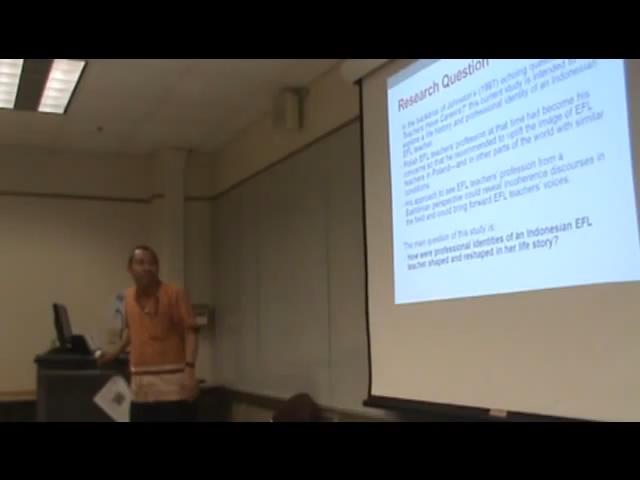 Research Question
In the backdrop of Johnston's (1997) echoing question "Do EFL
Teachers Have Careers?" this current study is intended to
explore a life history and professional identity of an Indonesian
EFL teacher.
Polish EFL teachers profession at that time had become his
concerns so that he recommended to uplift the image of EFL
teachers in Poland—and in other parts of the world with similar
conditions.
His approach to see EFL teachers' profession from a
Bakhtinian perspective could reveal incoherence discourses in
the field and could bring forward EFL teachers' voices.
The main question of this study is:
How were professional identities of an Indonesian EFL
teacher shaped and reshaped in her life story?